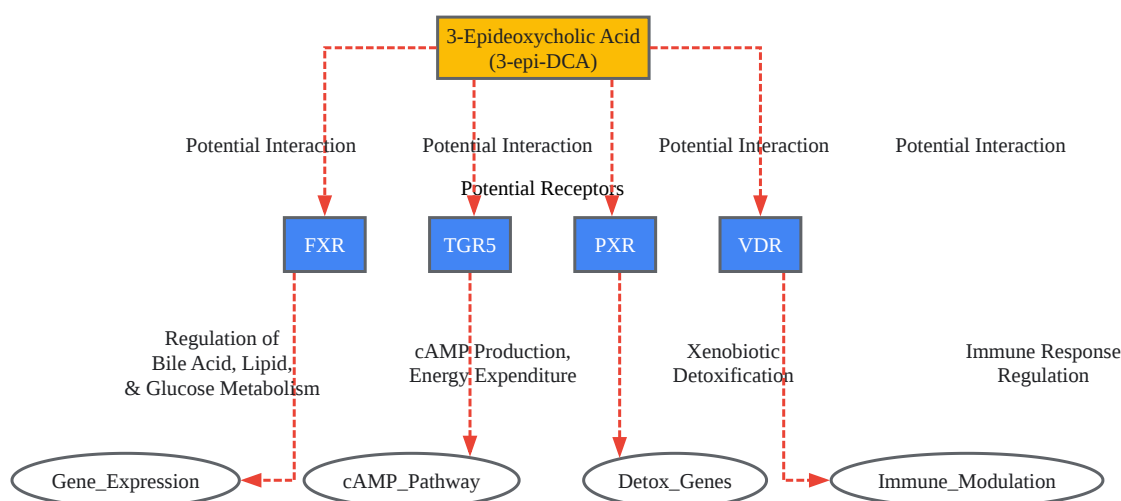 3-Epideoxycholic Acid
(3-epi-DCA)
Potential Interaction
Potential Interaction
Potential Interaction
Potential Interaction
Potential Receptors
FXR
TGR5
PXR
VDR
Regulation of
Bile Acid, Lipid,
& Glucose Metabolism
cAMP Production,
Energy Expenditure
Xenobiotic
Detoxification
Immune Response
Regulation
Gene_Expression
cAMP_Pathway
Detox_Genes
Immune_Modulation